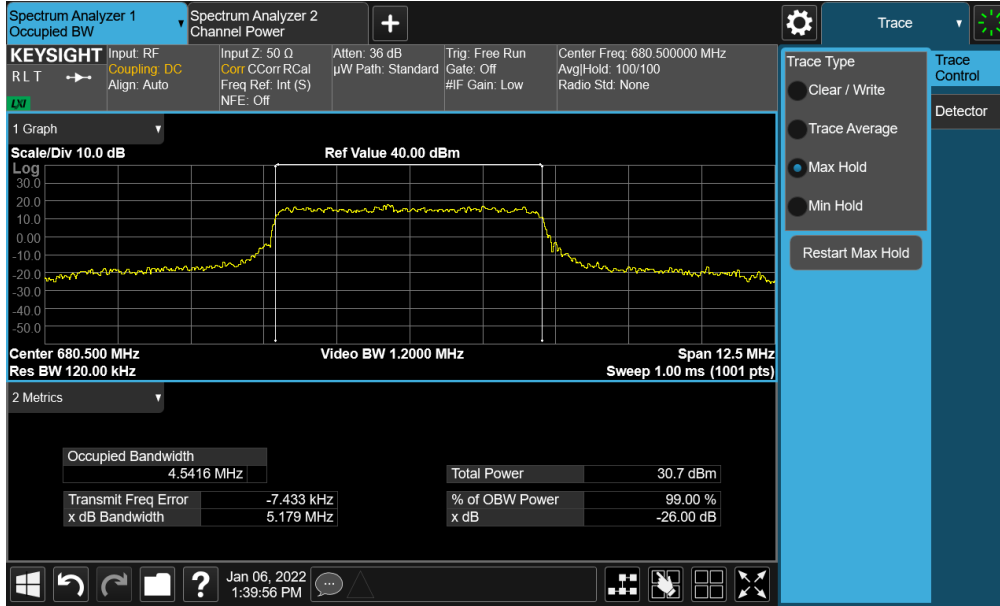 Spectrum Analyzer 1
Occupied BW
Spectrum Analyzer 2
Channel Power
Trace
KEYSIGHT
R L T
LXI
Input: RF
Coupling: DC
Align: Auto
Input Z: 50 Ω
Corr CCorr RCal
Freq Ref: Int (S)
NFE: Off
Atten: 36 dB
µW Path: Standard
Trig: Free Run
Gate: Off
#IF Gain: Low
Center Freq: 680.500000 MHz
Avg|Hold: 100/100
Radio Std: None
Trace Type
Clear / Write
Trace Average
Max Hold
Min Hold
Restart Max Hold
Trace
Control
Detector
1 Graph
Scale/Div 10.0 dB
Ref Value 40.00 dBm
Log
30.0
20.0
10.0
0.00
-10.0
-20.0
-30.0
-40.0
-50.0
Center 680.500 MHz
Video BW 1.2000 MHz
Span 12.5 MHz
Res BW 120.00 kHz
Sweep 1.00 ms (1001 pts)
2 Metrics
Occupied Bandwidth
4.5416 MHz
Total Power 30.7 dBm
Transmit Freq Error -7.433 kHz
% of OBW Power 99.00 %
x dB Bandwidth 5.179 MHz
x dB -26.00 dB
?
Jan 06, 2022
1:39:56 PM